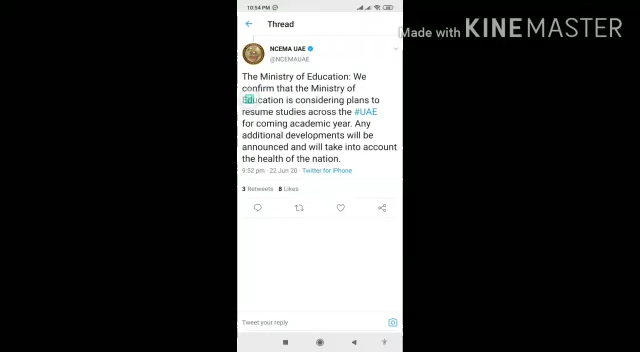 10:54 PM
Made with KINEMASTER
Thread
NCEMA UAE
@NCEMAUAE
The Ministry of Education: We
confirm that the Ministry of
Education is considering plans to
resume studies across the #UAE
for coming academic year. Any
additional developments will be
announced and will take into account
the health of the nation.
9:52 pm · 22 Jun 20 · Twitter for iPhone
3 Retweets 8 Likes
Tweet your reply